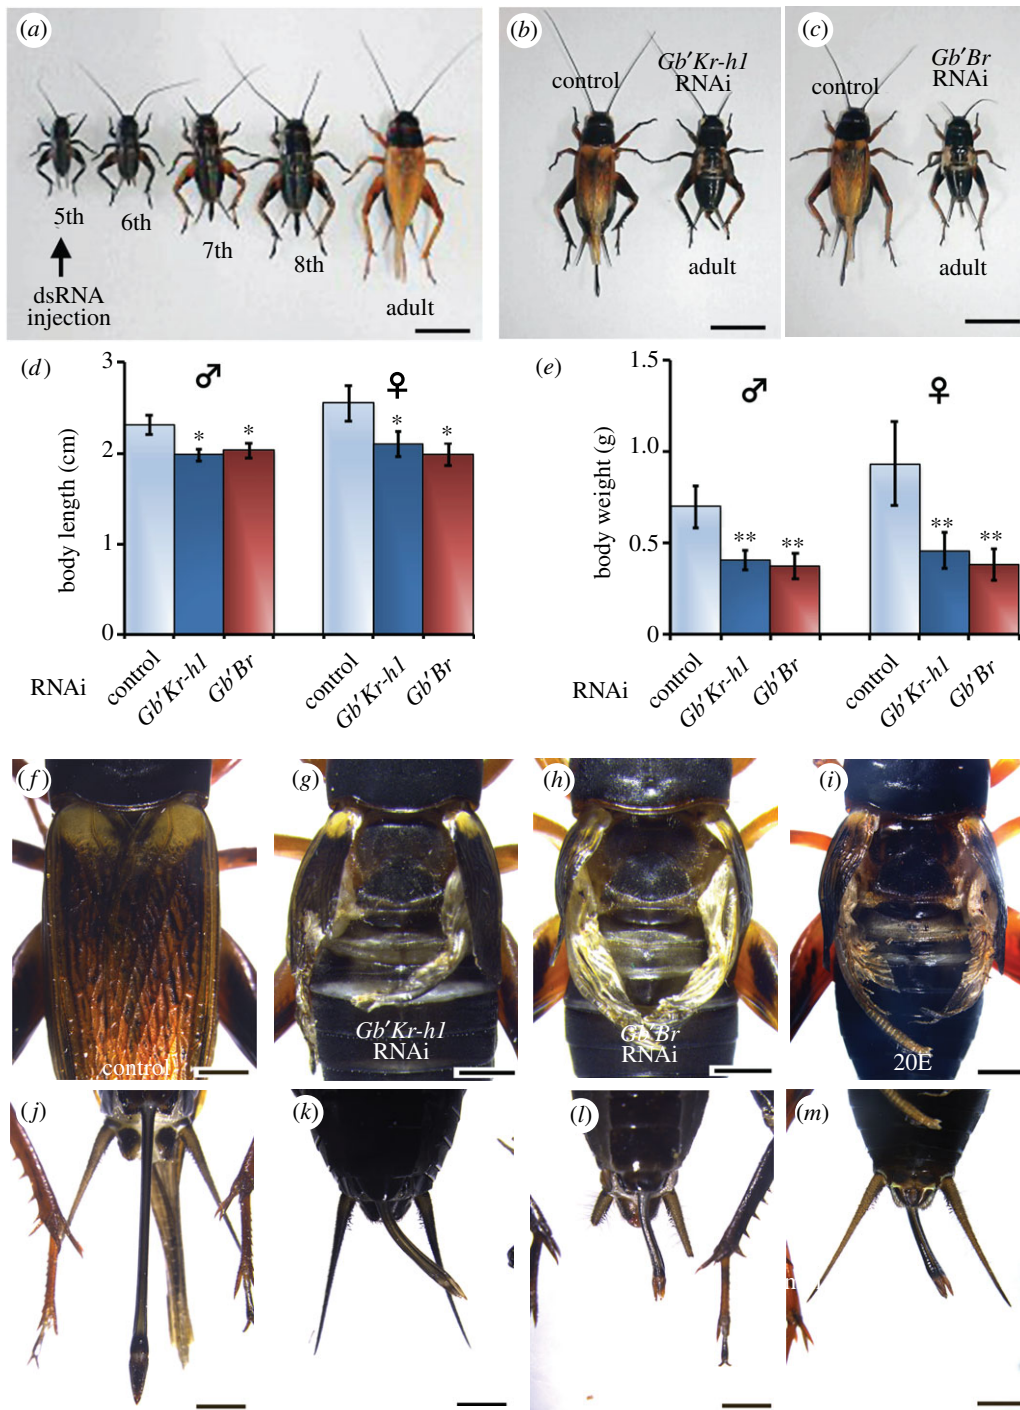 (a)
5th
6th
7th
8th
adult
dsRNA
injection
(b)
control
Gb′Kr-h1
RNAi
adult
(c)
control
Gb′Br
RNAi
adult
(d)
3
2
1
0
body length (cm)
♂
♀
*
*
*
*
RNAi
control
Gb′Kr-h1
Gb′Br
control
Gb′Kr-h1
Gb′Br
(e)
1.5
1.0
0.5
0
body weight (g)
♂
♀
**
**
**
**
RNAi
control
Gb′Kr-h1
Gb′Br
control
Gb′Kr-h1
Gb′Br
(f)
control
(g)
Gb′Kr-h1
RNAi
(h)
Gb′Br
RNAi
(i)
20E
(j)
(k)
(l)
(m)